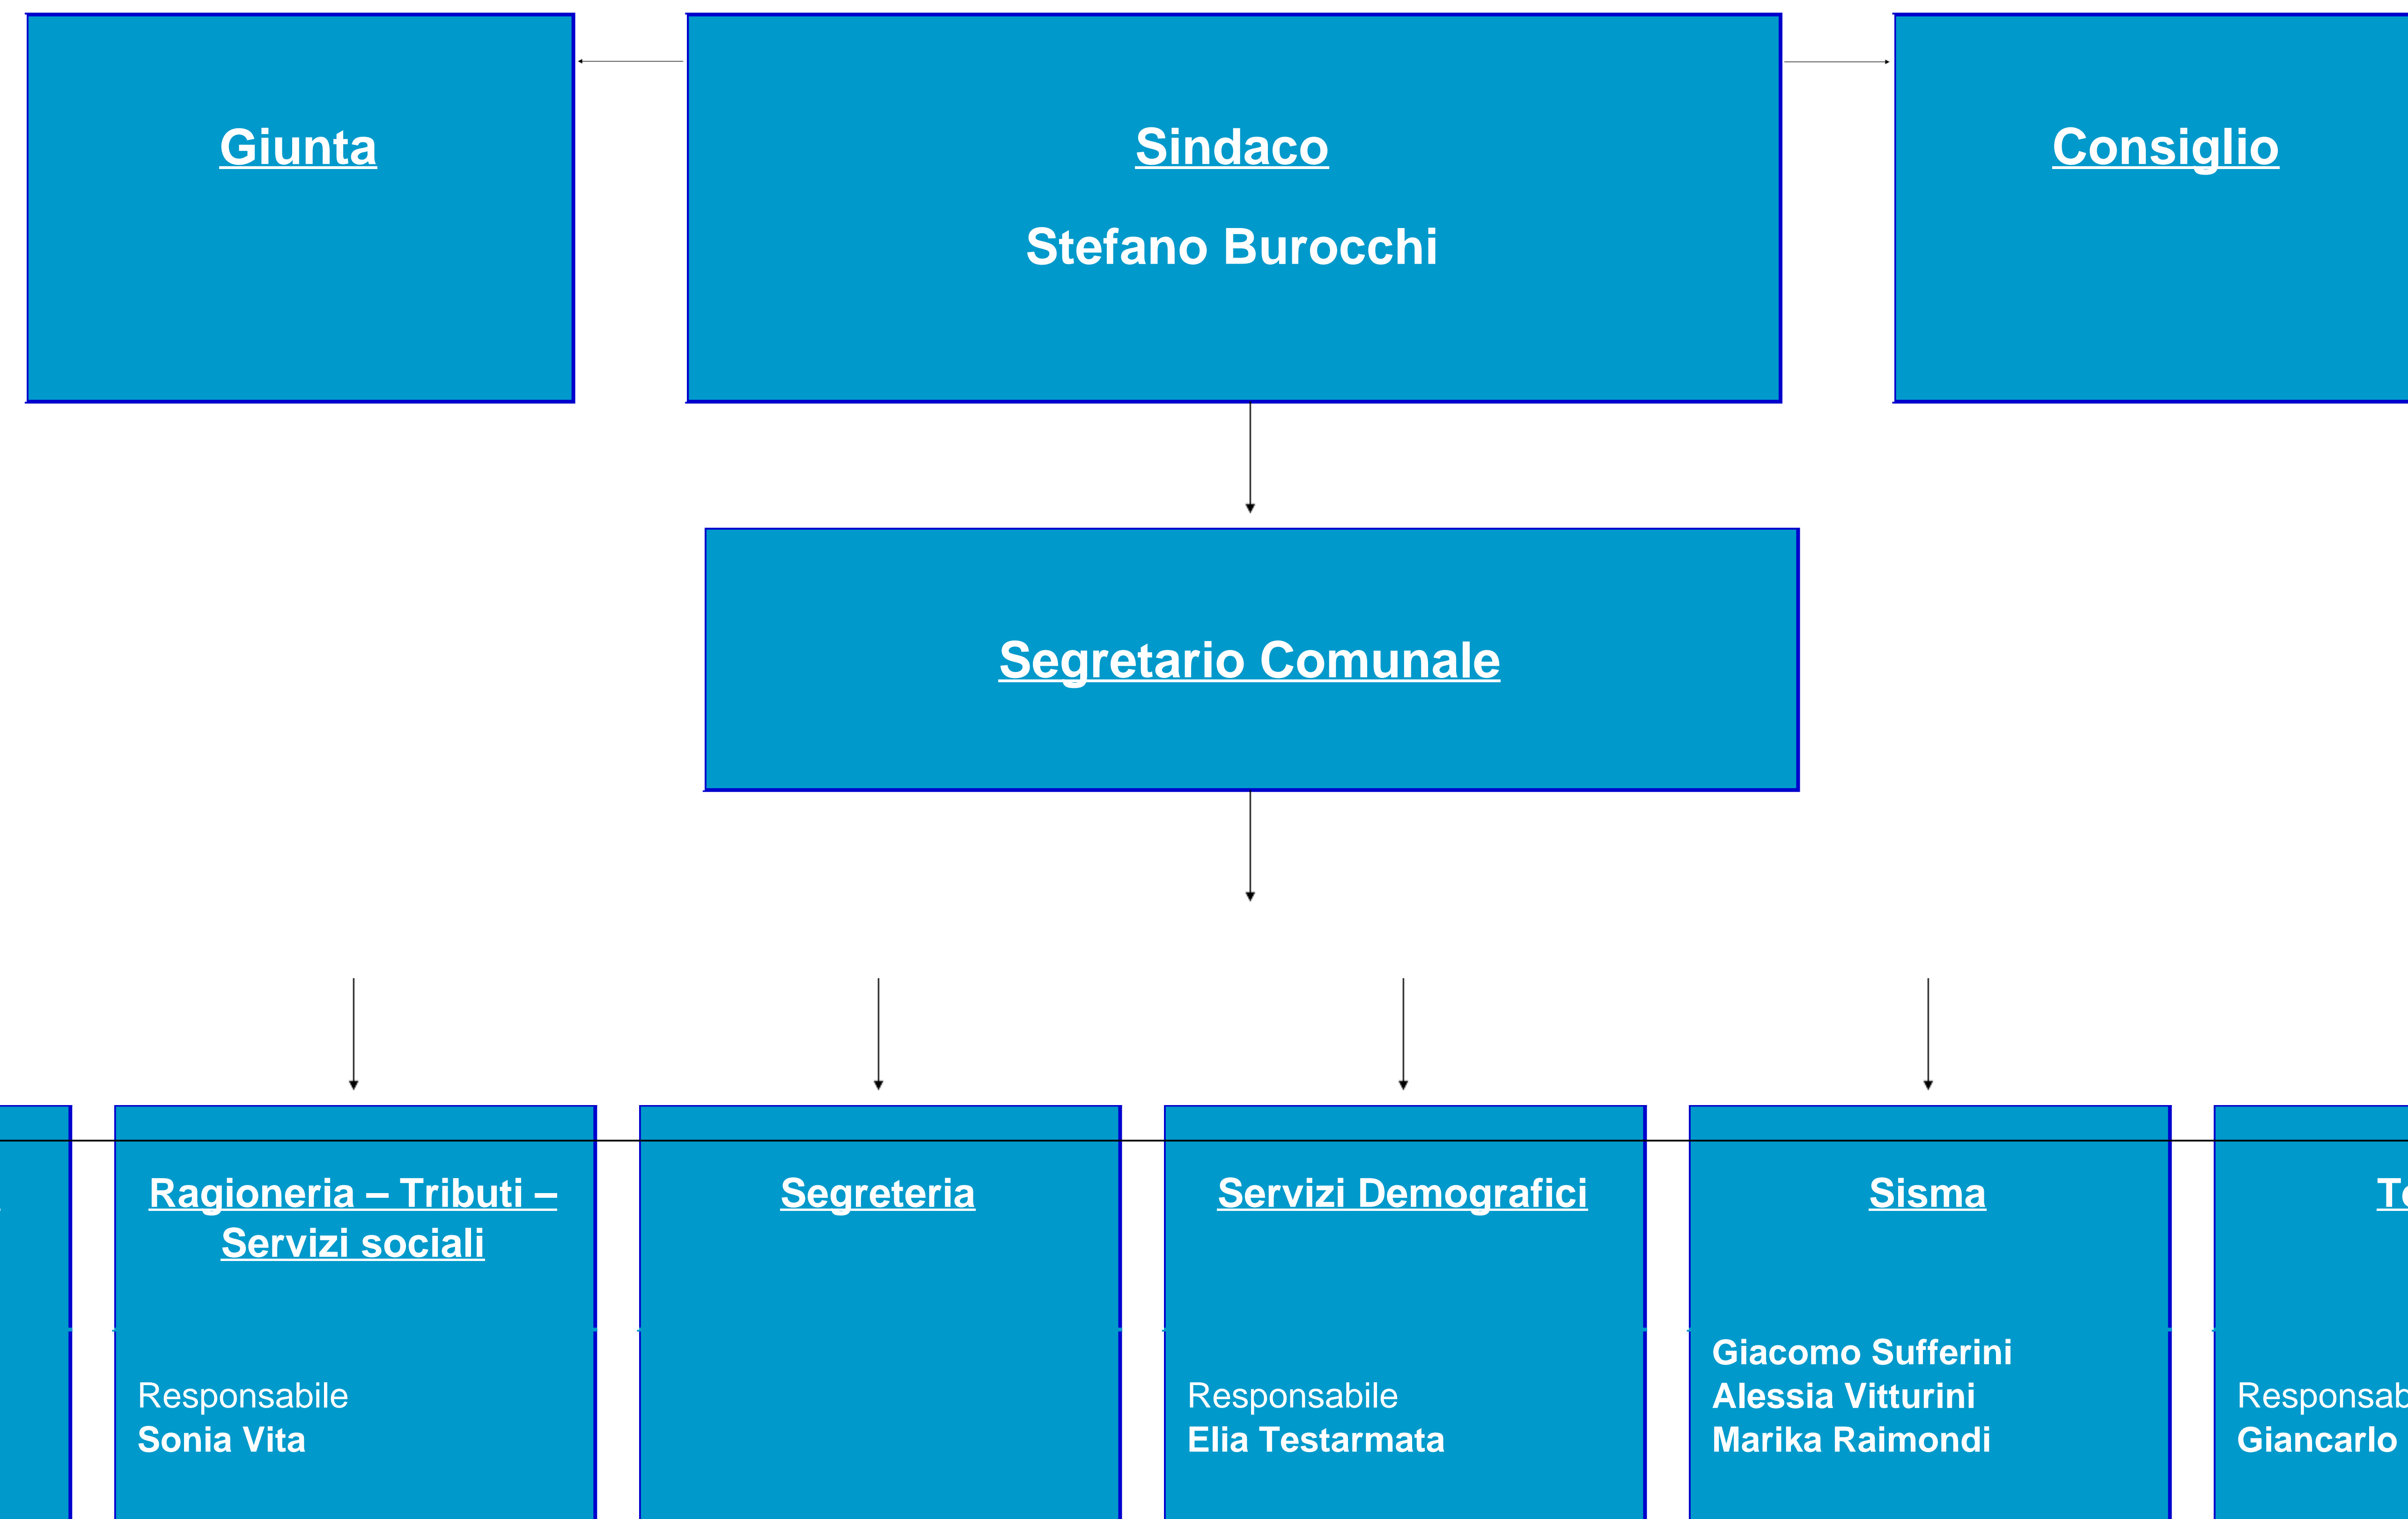 Giunta
Sindaco
Stefano Burocchi
Consiglio
Segretario Comunale
Ragioneria – Tributi –
Servizi sociali
Responsabile
Sonia Vita
Segreteria
Servizi Demografici
Responsabile
Elia Testarmata
Sisma
Giacomo Sufferini
Alessia Vitturini
Marika Raimondi
Giancarlo